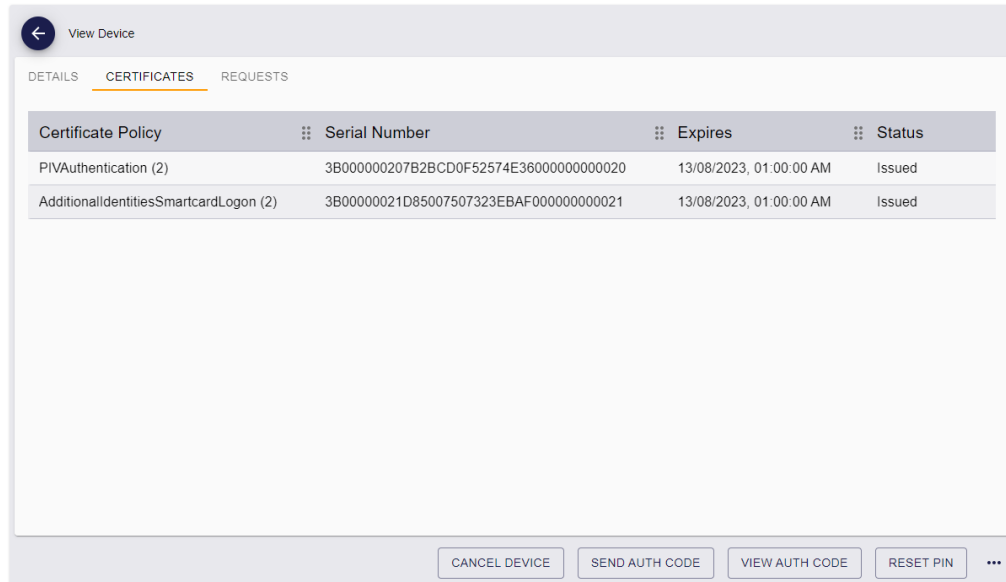 View Device
DETAILS CERTIFICATES REQUESTS
Certificate Policy Serial Number Expires Status
PIVAuthentication (2) 3B000000207B2BCD0F52574E36000000000020 13/08/2023, 01:00:00 AM Issued
AdditionalIdentitiesSmartcardLogon (2) 3B00000021D85007507323EBAF000000000021 13/08/2023, 01:00:00 AM Issued
CANCEL DEVICE SEND AUTH CODE VIEW AUTH CODE RESET PIN